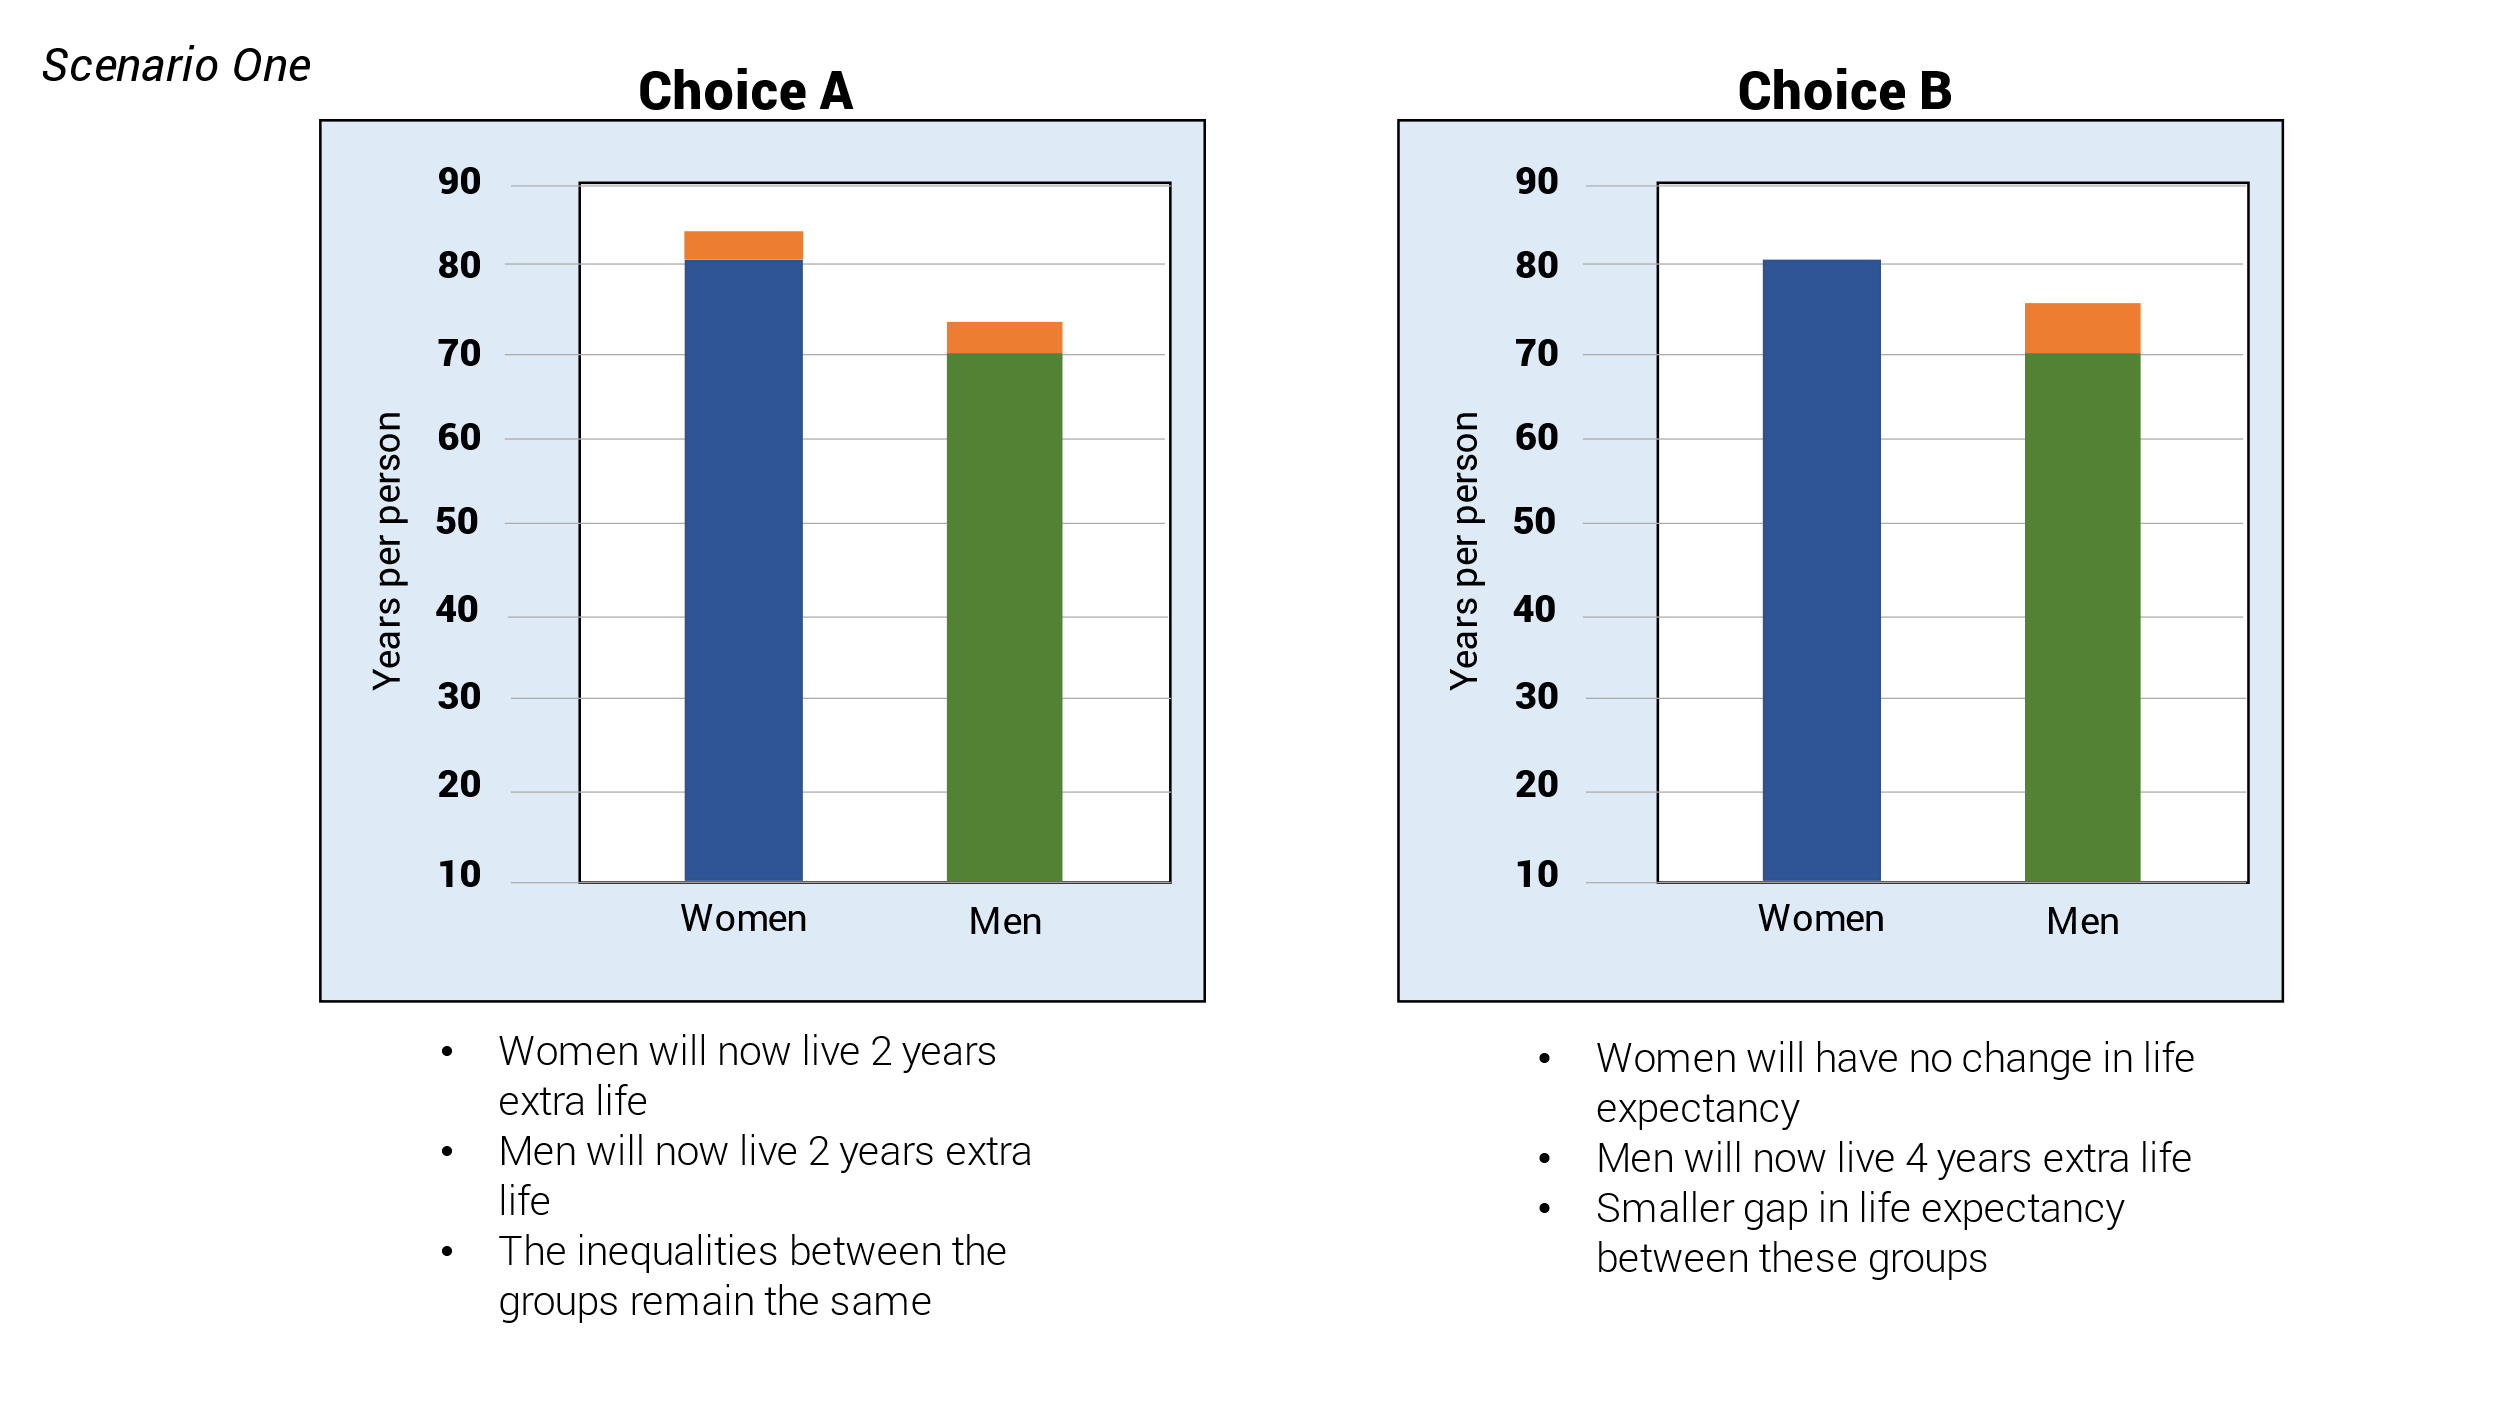 Scenario One
Choice A
90
80
70
60
50
40
30
20
10
Years per person
Women
Men
• Women will now live 2 years
extra life
• Men will now live 2 years extra
life
• The inequalities between the
groups remain the same
Choice B
90
80
70
60
50
40
30
20
10
Years per person
Women
Men
• Women will have no change in life
expectancy
• Men will now live 4 years extra life
• Smaller gap in life expectancy
between these groups